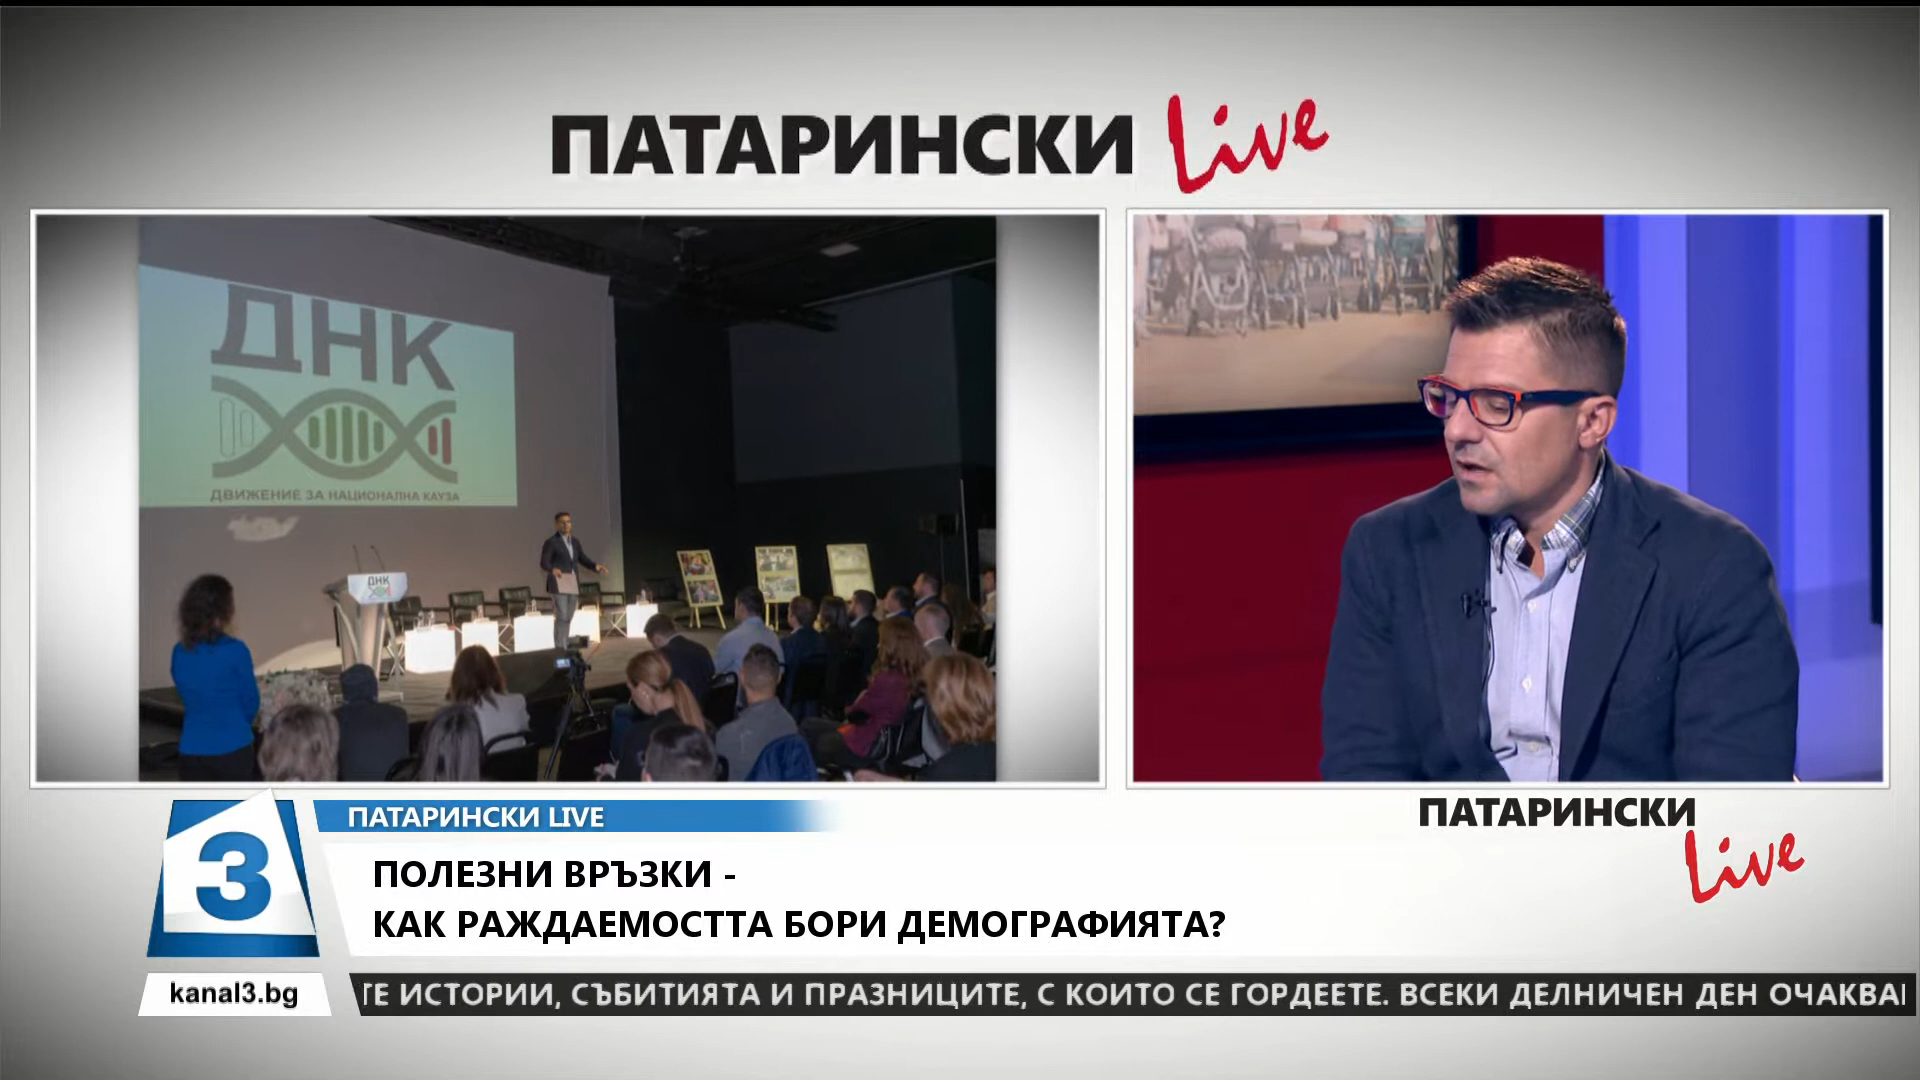 ПАТАРИНСКИ Live
ДНК
ДВИЖЕНИЕ ЗА НАЦИОНАЛНА КАУЗА
ДНК
ПАТАРИНСКИ LIVE
3
ПОЛЕЗНИ ВРЪЗКИ -
КАК РАЖДАЕМОСТТА БОРИ ДЕМОГРАФИЯТА?
ПАТАРИНСКИ
Live
kanal3.bg
ТЕ ИСТОРИИ, СЪБИТИЯТА И ПРАЗНИЦИТЕ, С КОИТО СЕ ГОРДЕЕТЕ. ВСЕКИ ДЕЛНИЧЕН ДЕН ОЧАКВА